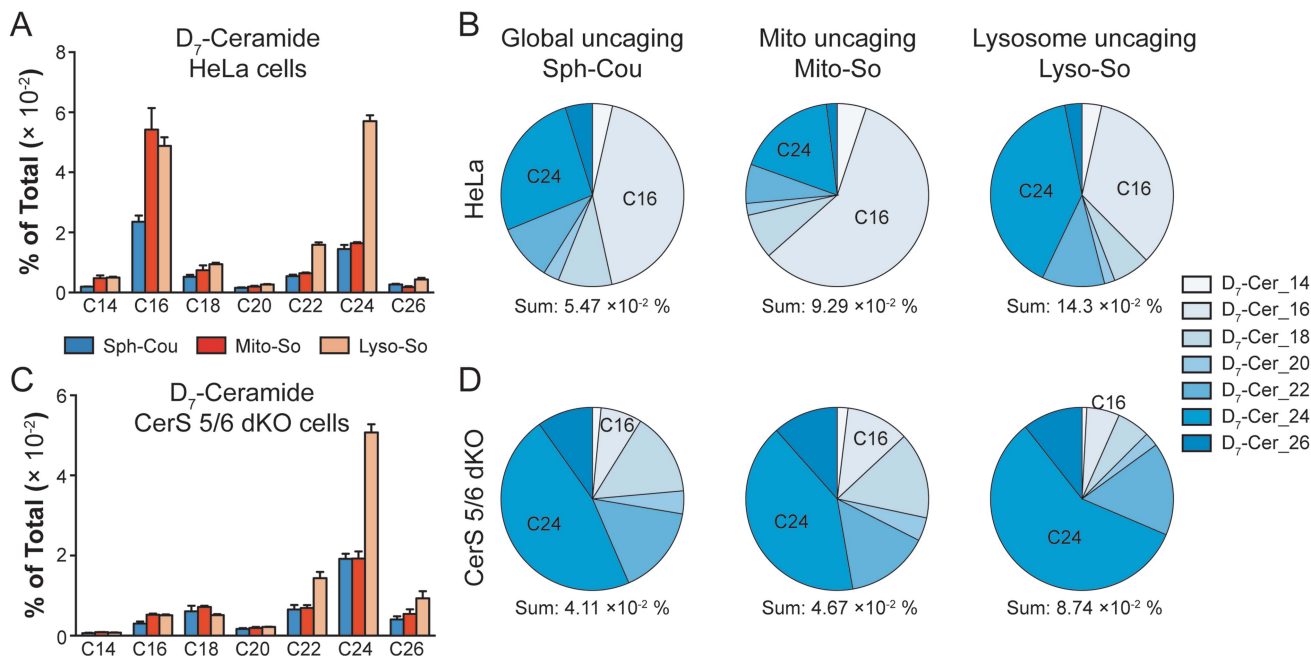 A
D₇-Ceramide
HeLa cells
% of Total (× 10⁻²)
8
6
4
2
0
C14 C16 C18 C20 C22 C24 C26
Sph-Cou Mito-So Lyso-So
B
Global uncaging
Sph-Cou
Mito uncaging
Mito-So
Lysosome uncaging
Lyso-So
HeLa
C24
C16
C24
C16
C24
C16
Sum: 5.47 ×10⁻² %
Sum: 9.29 ×10⁻² %
Sum: 14.3 ×10⁻² %
D₇-Cer_14
D₇-Cer_16
D₇-Cer_18
D₇-Cer_20
D₇-Cer_22
D₇-Cer_24
D₇-Cer_26
C
D₇-Ceramide
CerS 5/6 dKO cells
% of Total (× 10⁻²)
6
4
2
0
C14 C16 C18 C20 C22 C24 C26
D
CerS 5/6 dKO
C16
C24
C16
C24
C16
C24
Sum: 4.11 ×10⁻² %
Sum: 4.67 ×10⁻² %
Sum: 8.74 ×10⁻² %